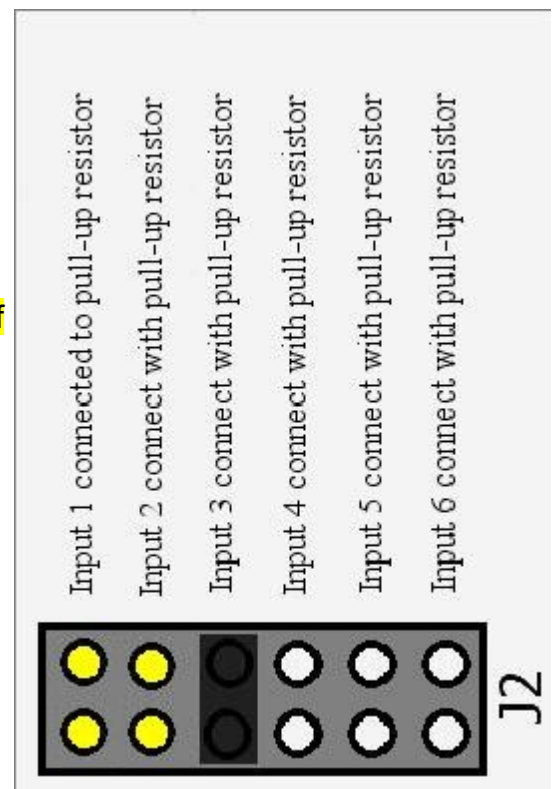 f
Input 1 connected to pull-up resistor
Input 2 connect with pull-up resistor
Input 3 connect with pull-up resistor
Input 4 connect with pull-up resistor
Input 5 connect with pull-up resistor
Input 6 connect with pull-up resistor
J2